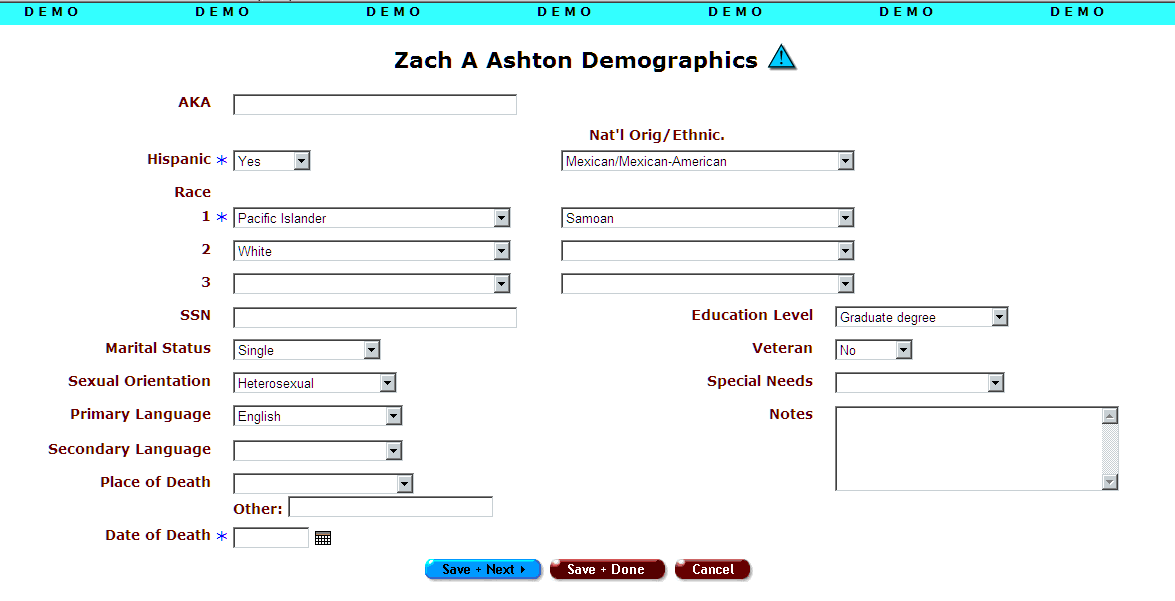 DEMO DEMO DEMO DEMO DEMO DEMO DEMO
Zach A Ashton Demographics
AKA
Nat'l Orig/Ethnic.
Hispanic * Yes Mexican/Mexican-American
Race
1 * Pacific Islander Samoan
2 White
3
SSN Education Level Graduate degree
Marital Status Single Veteran No
Sexual Orientation Heterosexual Special Needs
Primary Language English Notes
Secondary Language
Place of Death
Other:
Date of Death *
Save + Next Save + Done Cancel